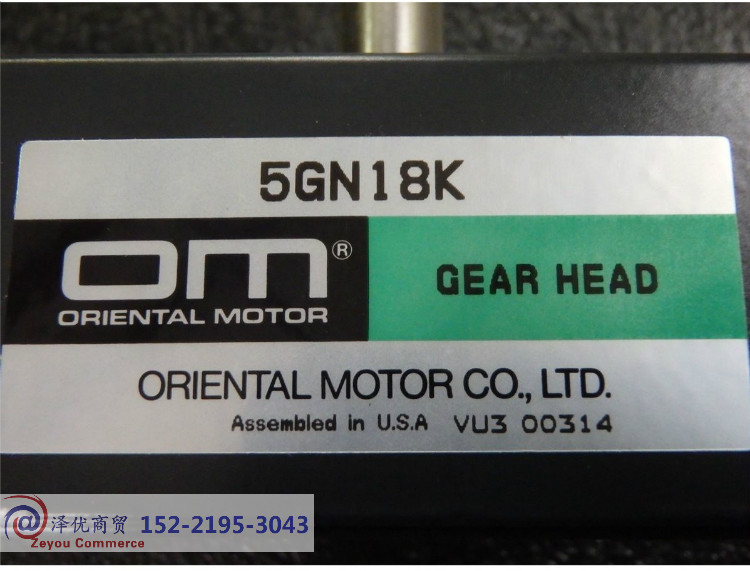 5GN18K
om®
ORIENTAL MOTOR
GEAR HEAD
ORIENTAL MOTOR CO., LTD.
Assembled in U.S.A VU3 00314
@泽优商贸 152-2195-3043
Zeyou Commerce